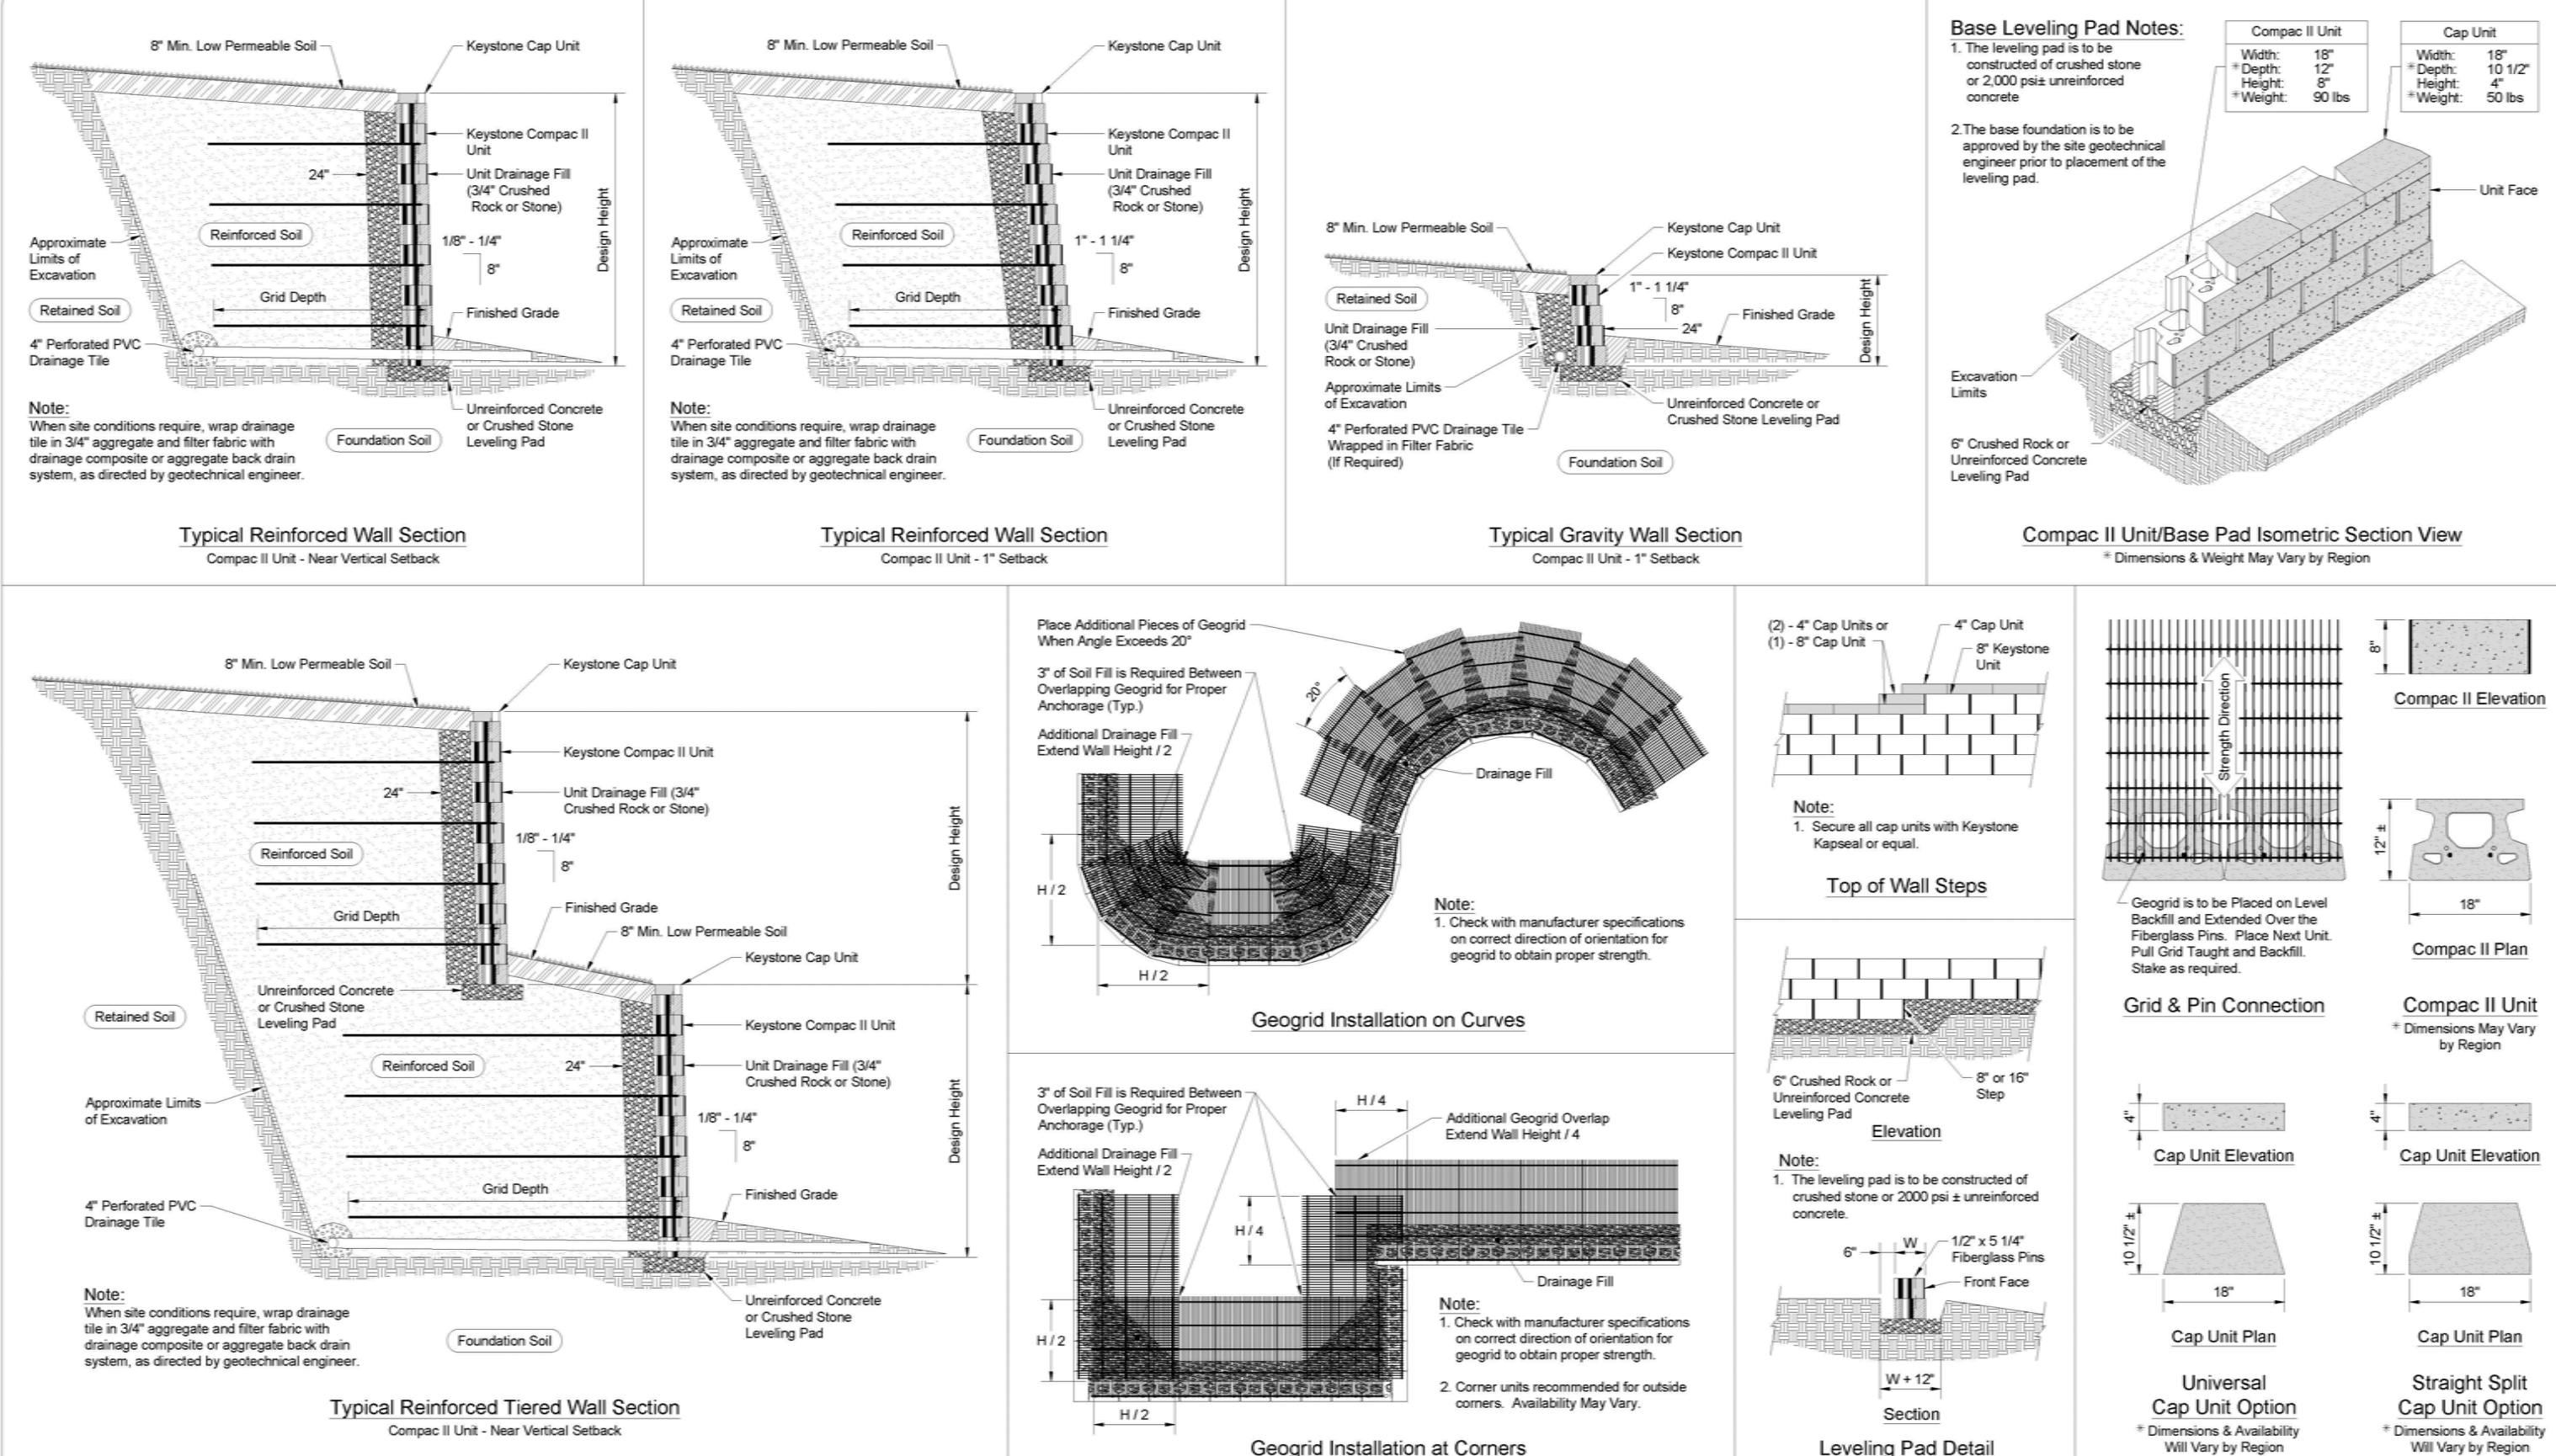 8" Min. Low Permeable Soil
Keystone Cap Unit
Keystone Compac II
Unit
24"
Unit Drainage Fill
(3/4" Crushed
Rock or Stone)
Reinforced Soil
Design Height
Approximate
Limits of
Excavation
1/8" - 1/4"
8"
Grid Depth
Retained Soil
Finished Grade
4" Perforated PVC
Drainage Tile
Note:
When site conditions require, wrap drainage
tile in 3/4" aggregate and filter fabric with
drainage composite or aggregate back drain
system, as directed by geotechnical engineer.
Foundation Soil
Unreinforced Concrete
or Crushed Stone
Leveling Pad
Typical Reinforced Wall Section
Compac II Unit - Near Vertical Setback
8" Min. Low Permeable Soil
Keystone Cap Unit
Keystone Compac II
Unit
Unit Drainage Fill
(3/4" Crushed
Rock or Stone)
Reinforced Soil
Design Height
Approximate
Limits of
Excavation
1" - 1 1/4"
8"
Grid Depth
Retained Soil
Finished Grade
4" Perforated PVC
Drainage Tile
Note:
When site conditions require, wrap drainage
tile in 3/4" aggregate and filter fabric with
drainage composite or aggregate back drain
system, as directed by geotechnical engineer.
Foundation Soil
Unreinforced Concrete
or Crushed Stone
Leveling Pad
Typical Reinforced Wall Section
Compac II Unit - 1" Setback
8" Min. Low Permeable Soil
Keystone Cap Unit
Keystone Compac II Unit
Retained Soil
1" - 1 1/4"
8"
Design Height
Unit Drainage Fill
(3/4" Crushed
Rock or Stone)
24"
Finished Grade
Approximate Limits
of Excavation
Unreinforced Concrete or
Crushed Stone Leveling Pad
4" Perforated PVC Drainage Tile
Wrapped in Filter Fabric
(If Required)
Foundation Soil
Typical Gravity Wall Section
Compac II Unit - 1" Setback
Base Leveling Pad Notes:
1. The leveling pad is to be
constructed of crushed stone
or 2,000 psi± unreinforced
concrete
2.The base foundation is to be
approved by the site geotechnical
engineer prior to placement of the
leveling pad.
Compac II Unit
Width: 18"
*Depth: 12"
Height: 8"
*Weight: 90 lbs
Cap Unit
Width: 18"
*Depth: 10 1/2"
Height: 4"
*Weight: 50 lbs
Unit Face
Excavation
Limits
6" Crushed Rock or
Unreinforced Concrete
Leveling Pad
Compac II Unit/Base Pad Isometric Section View
* Dimensions & Weight May Vary by Region
8" Min. Low Permeable Soil
Keystone Cap Unit
Keystone Compac II Unit
24"
Unit Drainage Fill (3/4"
Crushed Rock or Stone)
1/8" - 1/4"
8"
Reinforced Soil
Design Height
Grid Depth
Finished Grade
8" Min. Low Permeable Soil
Keystone Cap Unit
Unreinforced Concrete
or Crushed Stone
Leveling Pad
Retained Soil
Keystone Compac II Unit
Reinforced Soil
24"
Unit Drainage Fill (3/4"
Crushed Rock or Stone)
Approximate Limits
of Excavation
1/8" - 1/4"
8"
Design Height
Grid Depth
Finished Grade
4" Perforated PVC
Drainage Tile
Note:
When site conditions require, wrap drainage
tile in 3/4" aggregate and filter fabric with
drainage composite or aggregate back drain
system, as directed by geotechnical engineer.
Foundation Soil
Unreinforced Concrete
or Crushed Stone
Leveling Pad
Typical Reinforced Tiered Wall Section
Compac II Unit - Near Vertical Setback
Place Additional Pieces of Geogrid
When Angle Exceeds 20°
3" of Soil Fill is Required Between
Overlapping Geogrid for Proper
Anchorage (Typ.)
20°
Additional Drainage Fill
Extend Wall Height / 2
Drainage Fill
H / 2
H / 2
Note:
1. Check with manufacturer specifications
on correct direction of orientation for
geogrid to obtain proper strength.
Geogrid Installation on Curves
3" of Soil Fill is Required Between
Overlapping Geogrid for Proper
Anchorage (Typ.)
H / 4
Additional Geogrid Overlap
Extend Wall Height / 4
Additional Drainage Fill
Extend Wall Height / 2
H / 4
Drainage Fill
H / 2
H / 2
Note:
1. Check with manufacturer specifications
on correct direction of orientation for
geogrid to obtain proper strength.
2. Corner units recommended for outside
corners. Availability May Vary.
Geogrid Installation at Corners
(2) - 4" Cap Units or
(1) - 8" Cap Unit
4" Cap Unit
8" Keystone
Unit
Note:
1. Secure all cap units with Keystone
Kapseal or equal.
Top of Wall Steps
6" Crushed Rock or
Unreinforced Concrete
Leveling Pad
8" or 16"
Step
Elevation
Note:
1. The leveling pad is to be constructed of
crushed stone or 2000 psi ± unreinforced
concrete.
6"
W
1/2" x 5 1/4"
Fiberglass Pins
Front Face
W + 12"
Section
Leveling Pad Detail
Strength Direction
Geogrid is to be Placed on Level
Backfill and Extended Over the
Fiberglass Pins. Place Next Unit.
Pull Grid Taught and Backfill.
Stake as required.
Grid & Pin Connection
8"
Compac II Elevation
12" ±
18"
Compac II Plan
Compac II Unit
* Dimensions May Vary
by Region
4"
Cap Unit Elevation
10 1/2" ±
18"
Cap Unit Plan
Universal
Cap Unit Option
* Dimensions & Availability
Will Vary by Region
4"
Cap Unit Elevation
10 1/2" ±
18"
Cap Unit Plan
Straight Split
Cap Unit Option
* Dimensions & Availability
Will Vary by Region